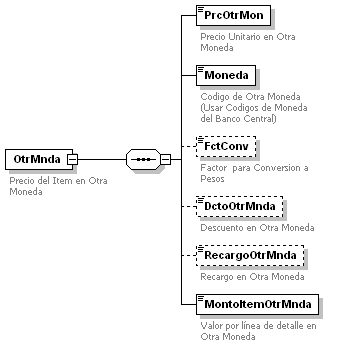 PrcOtrMon
Precio Unitario en Otra
Moneda
Moneda
Codigo de Otra Moneda
(Usar Codigos de Moneda
del Banco Central)
OtrMnda
Precio del Item en Otra
Moneda
FctConv
Factor  para Conversion a
Pesos
DctoOtrMnda
Descuento en Otra Moneda
RecargoOtrMnda
Recargo en Otra Moneda
MontoItemOtrMnda
Valor por línea de detalle en
Otra Moneda